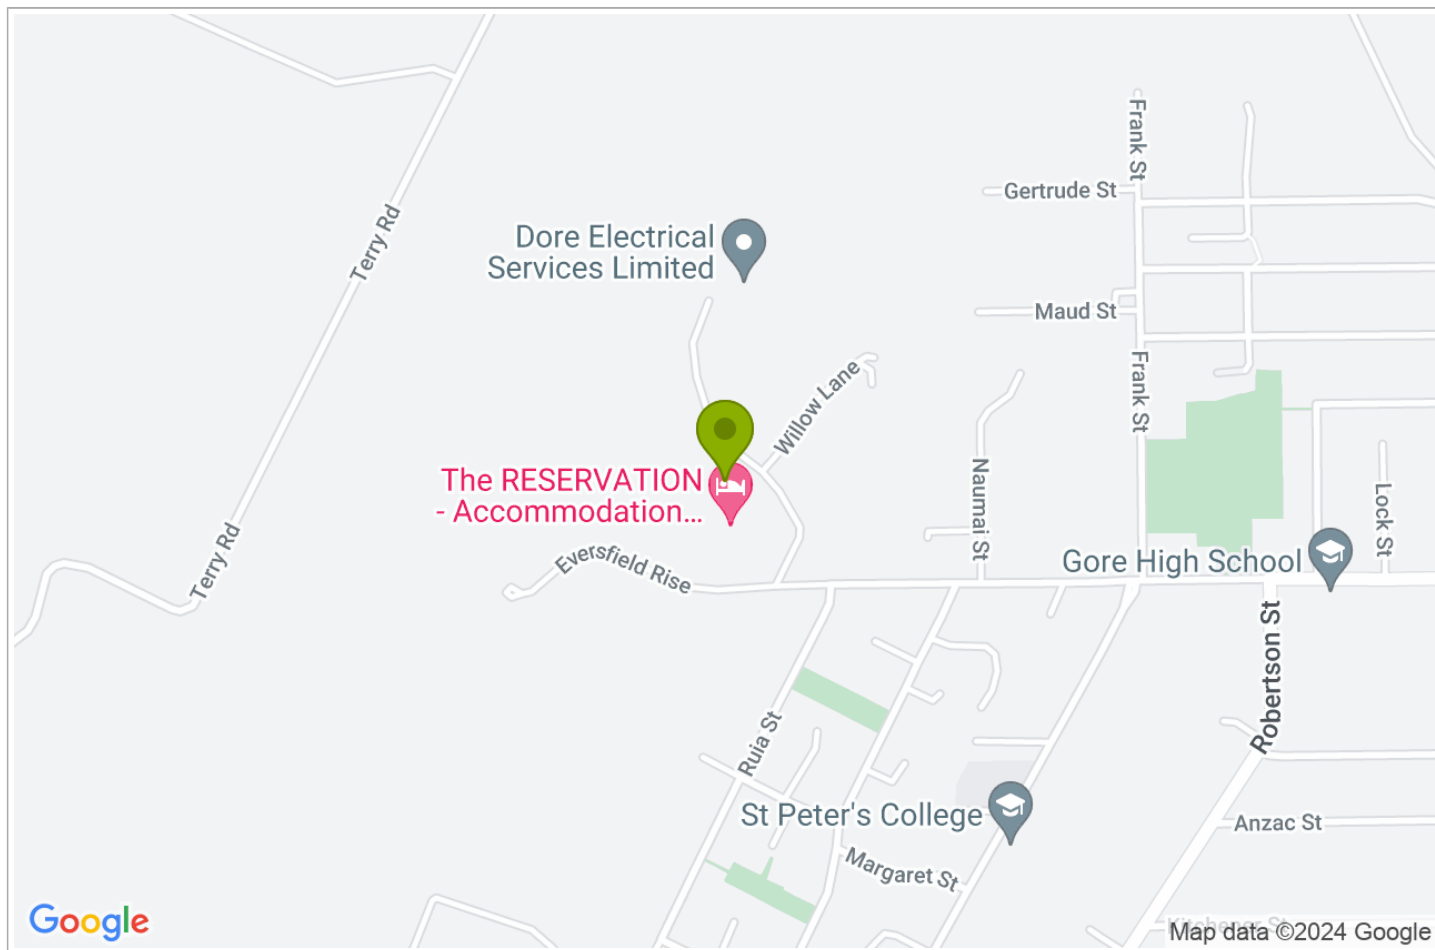 Frank St
Gertrude St
Terry Rd
Dore Electrical
Services Limited
Maud St
Willow Lane
Frank St
The RESERVATION
- Accommodation...
Naumai St
Lock St
Terry Rd
Eversfield Rise
Gore High School
Robertson St
Ruia St
St Peter's College
Anzac St
Margaret St
Google
Kitchener St
Map data ©2024 Google